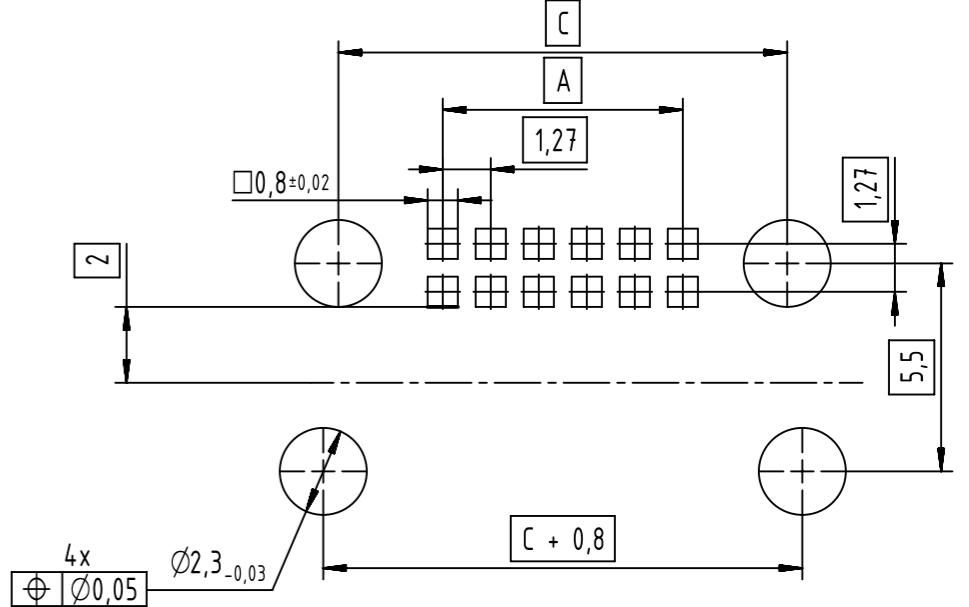 C
A
1,27
□0,8±0,02
1,27
2
5,5
C + 0,8
4x
⌖ Ø0,05
Ø2,3-0,03